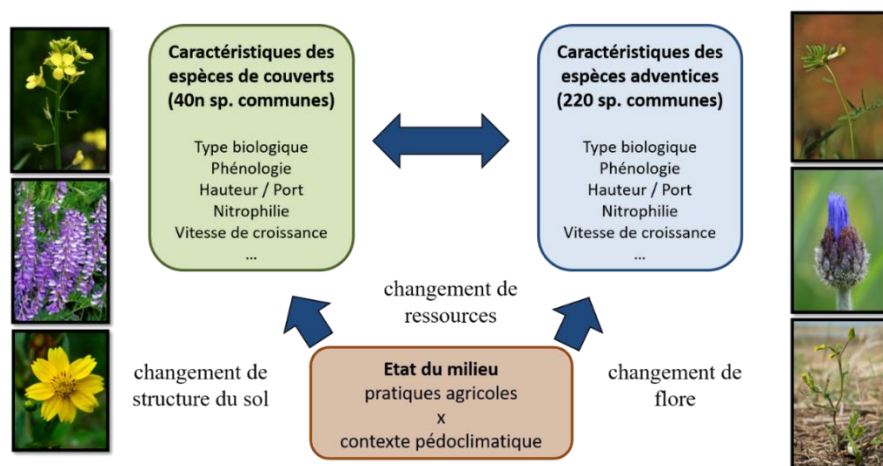 Caractéristiques des
espèces de couverts
(40n sp. communes)
Type biologique
Phénologie
Hauteur / Port
Nitrophilie
Vitesse de croissance
...
Caractéristiques des
espèces adventices
(220 sp. communes)
Type biologique
Phénologie
Hauteur / Port
Nitrophilie
Vitesse de croissance
...
changement de
ressources
changement de
structure du sol
Etat du milieu
pratiques agricoles
x
contexte pédoclimatique
changement de
flore